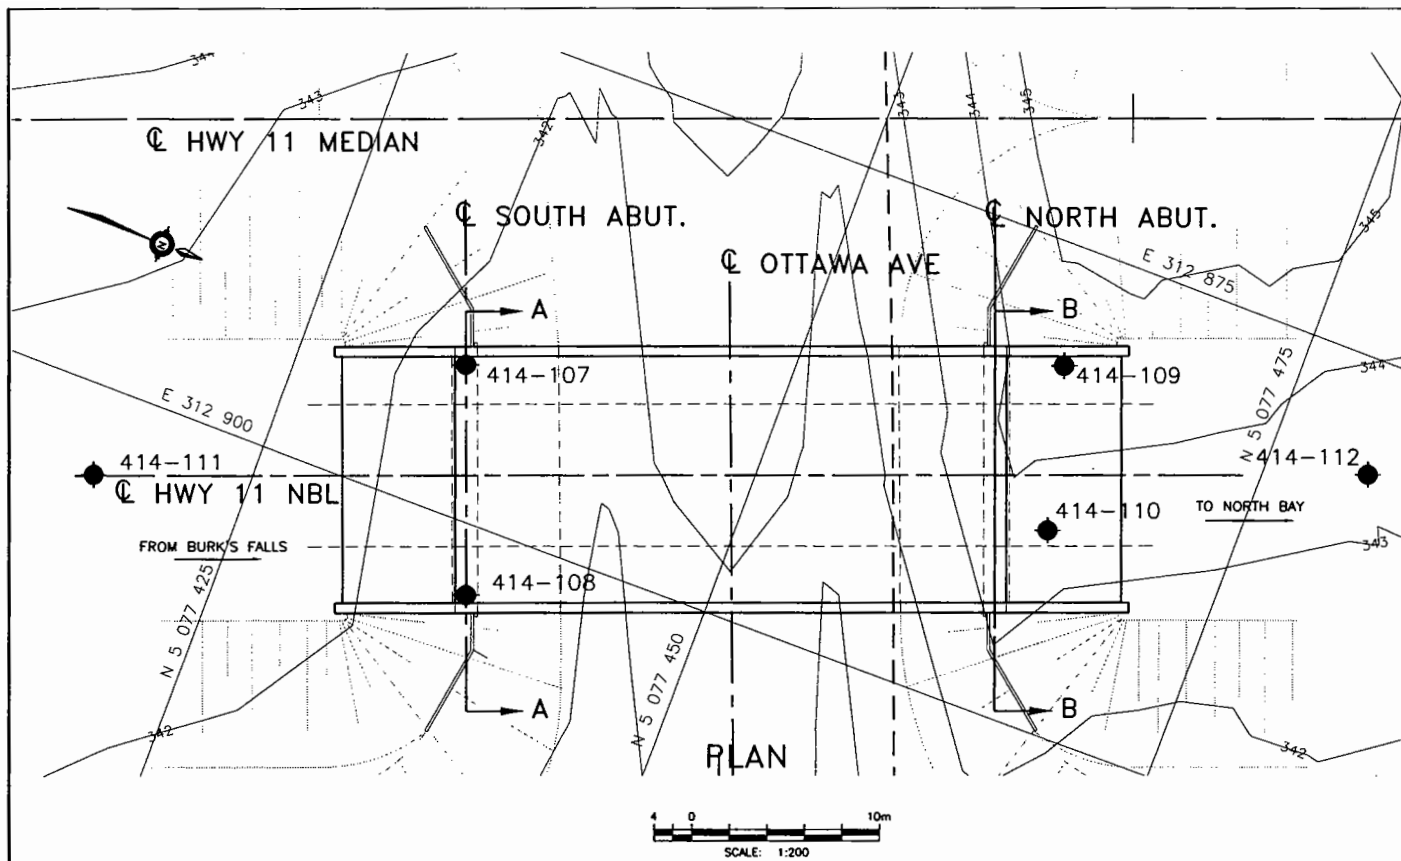 344
343
℄ HWY 11 MEDIAN
342
343
344
345
N
℄ SOUTH ABUT.
℄ NORTH ABUT.
345
℄ OTTAWA AVE
E 312 875
A
B
414-107
414-109
344
E 312 900
N 5 077 475
414-111
414-112
℄ HWY 11 NBL
414-110
TO NORTH BAY
FROM BURK'S FALLS
343
414-108
N 5 077 425
N 5 077 450
A
B
342
342
PLAN
4 0 10m
SCALE: 1:200